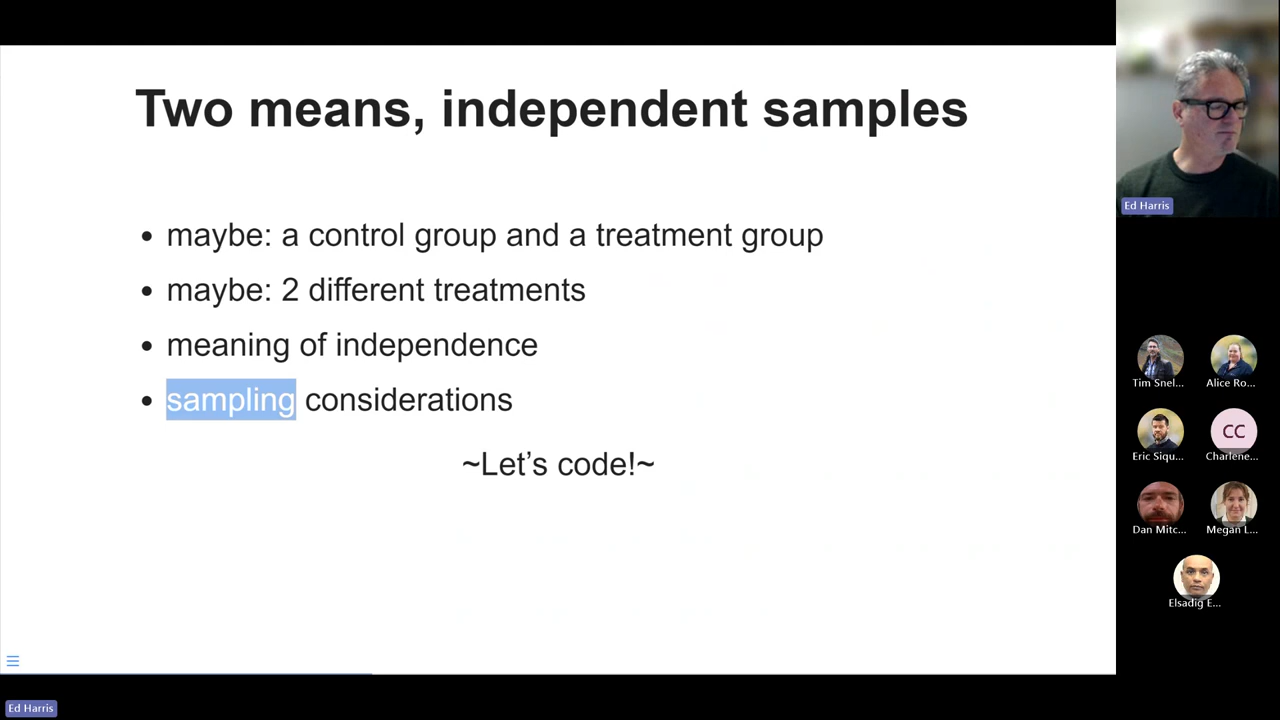 Two means, independent samples
• maybe: a control group and a treatment group
• maybe: 2 different treatments
• meaning of independence
• sampling considerations
~Let’s code!~
Ed Harris
Tim Snel...
Alice Ro...
Eric Siqu...
CC
Charlene...
Dan Mitc...
Megan L...
Elsadig E...
Ed Harris